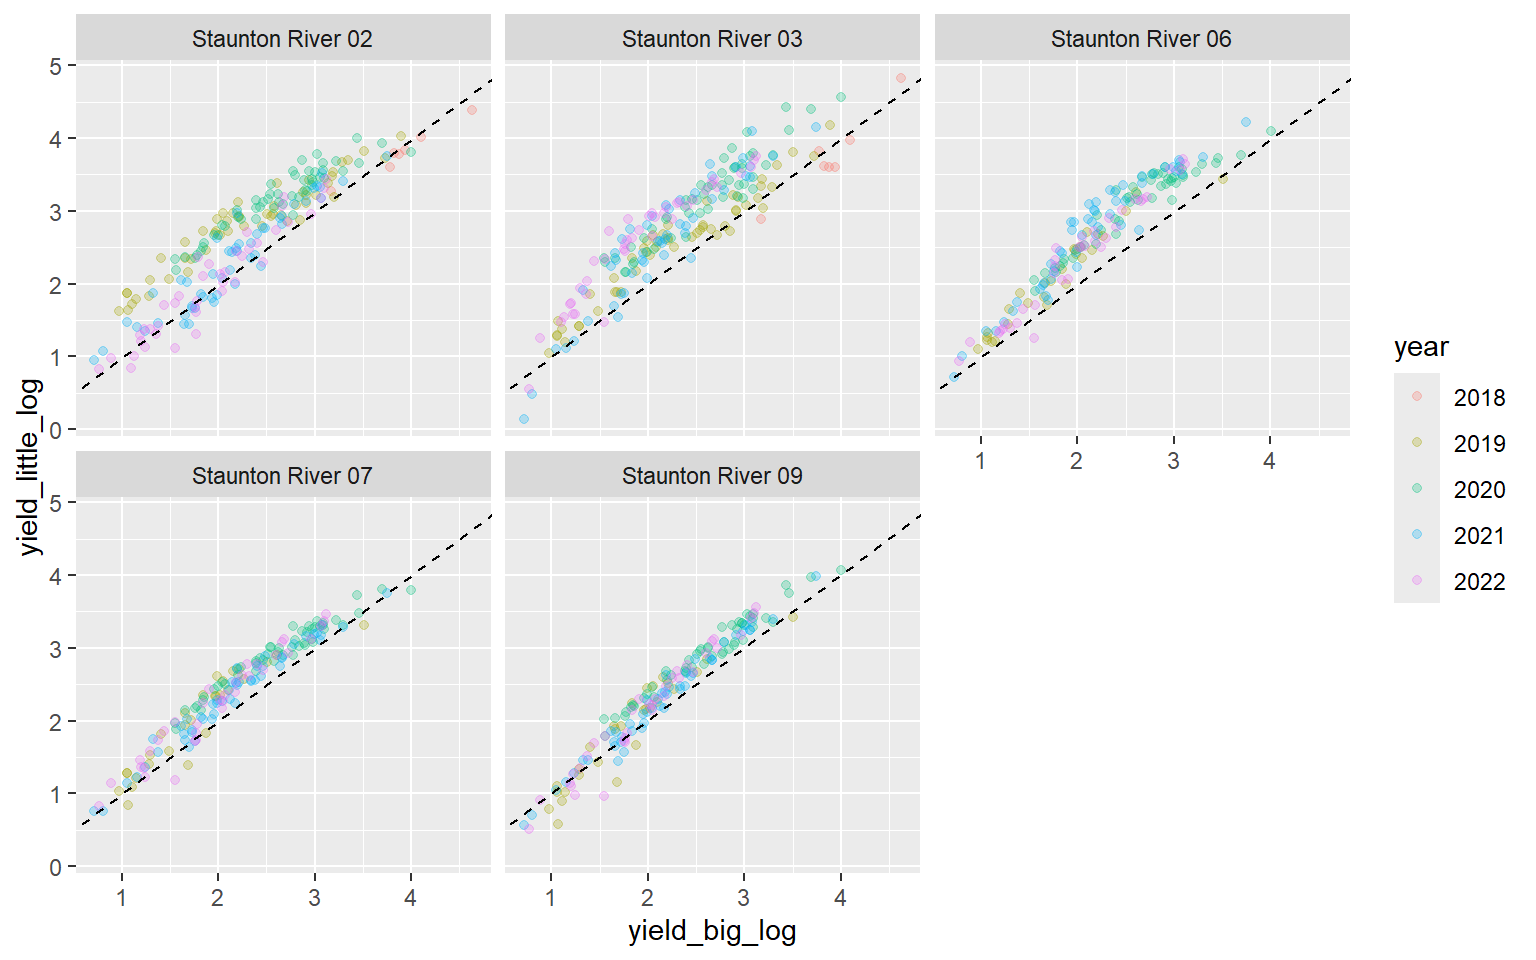 Staunton River 02
Staunton River 03
Staunton River 06
5
4
3
2
1
0
1 2 3 4
Staunton River 07
Staunton River 09
5
4
3
2
1
0
1 2 3 4
1 2 3 4
yield_little_log
yield_big_log
year
2018
2019
2020
2021
2022